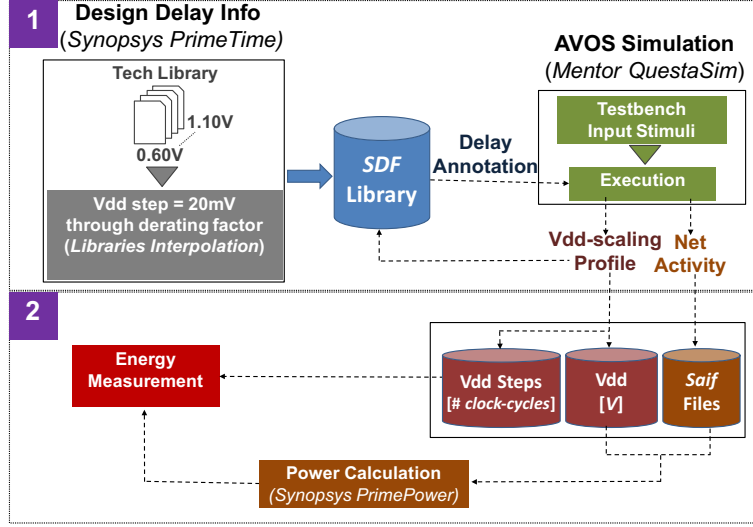 1
Design Delay Info
(Synopsys PrimeTime)
Tech Library
1.10V
0.60V
Vdd step = 20mV
through derating factor
(Libraries Interpolation)
SDF
Library
Delay
Annotation
AVOS Simulation
(Mentor QuestaSim)
Testbench
Input Stimuli
Execution
Vdd-scaling
Profile
Net
Activity
2
Energy
Measurement
Vdd Steps
[# clock-cycles]
Vdd
[V]
Saif
Files
Power Calculation
(Synopsys PrimePower)